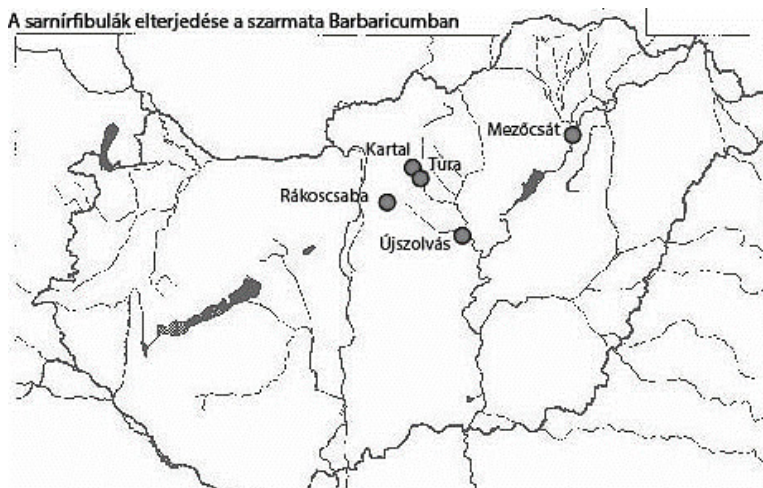 A sarnírfibulák elterjedése a szarmata Barbaricumban
Mezőcsát
Kartal
Tura
Rákoscsaba
Újszolvás